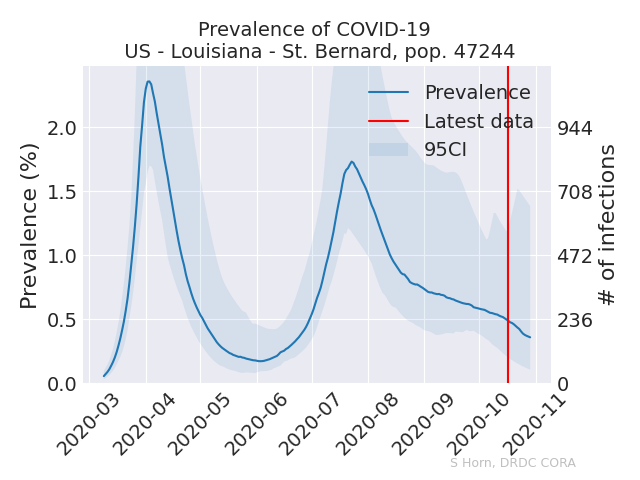 Prevalence of COVID-19
US - Louisiana - St. Bernard, pop. 47244
Prevalence (%)
2.0
1.5
1.0
0.5
0.0
Prevalence
Latest data
95CI
944
708
472
236
0
# of infections
2020-03
2020-04
2020-05
2020-06
2020-07
2020-08
2020-09
2020-10
2020-11
S Horn, DRDC CORA